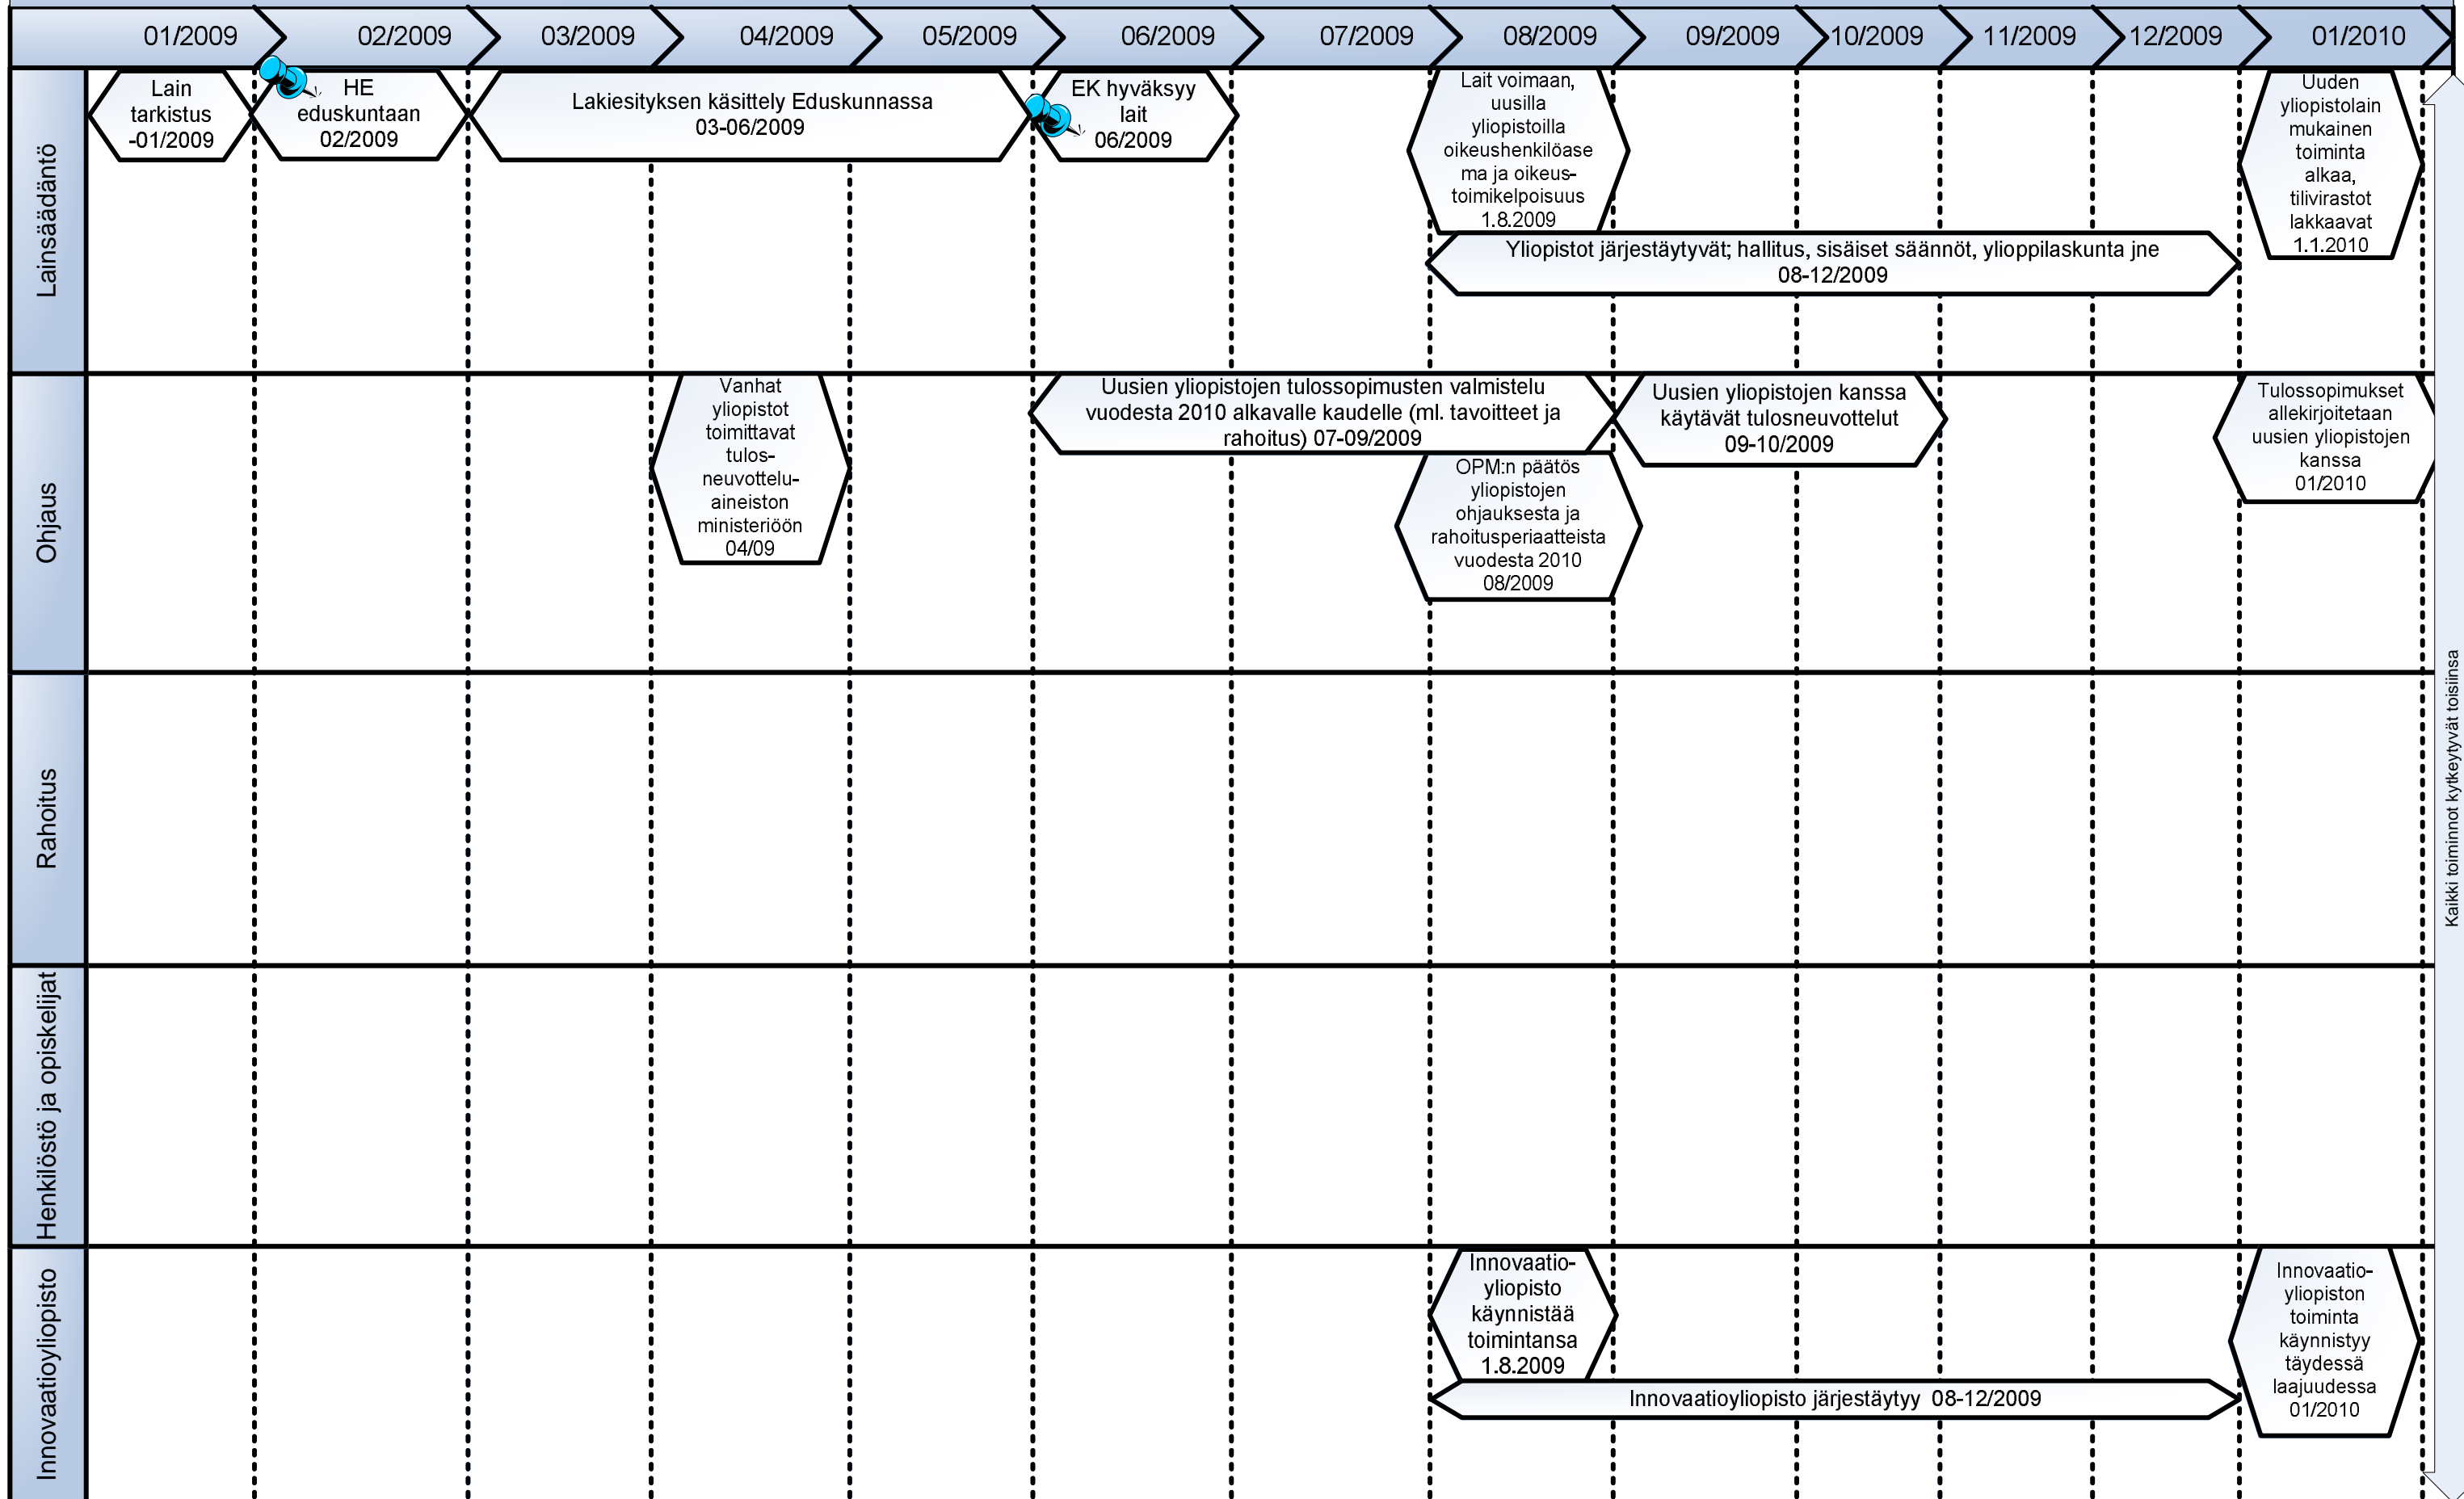 01/2009
02/2009
03/2009
04/2009
05/2009
06/2009
07/2009
08/2009
09/2009
10/2009
11/2009
12/2009
01/2010
Lainsäädäntö
Lain
tarkistus
-01/2009
HE
eduskuntaan
02/2009
Lakiesityksen käsittely Eduskunnassa
03-06/2009
EK hyväksyy
lait
06/2009
Lait voimaan,
uusilla
yliopistoilla
oikeushenkilöase
ma ja oikeus-
toimikelpoisuus
1.8.2009
Uuden
yliopistolain
mukainen
toiminta
alkaa,
tilivirastot
lakkaavat
1.1.2010
Yliopistot järjestäytyvät; hallitus, sisäiset säännöt, ylioppilaskunta jne
08-12/2009
Ohjaus
Vanhat
yliopistot
toimittavat
tulos-
neuvottelu-
aineiston
ministeriöön
04/09
Uusien yliopistojen tulossopimusten valmistelu
vuodesta 2010 alkavalle kaudelle (ml. tavoitteet ja
rahoitus) 07-09/2009
Uusien yliopistojen kanssa
käytävät tulosneuvottelut
09-10/2009
Tulossopimukset
allekirjoitetaan
uusien yliopistojen
kanssa
01/2010
OPM:n päätös
yliopistojen
ohjauksesta ja
rahoitusperiaatteista
vuodesta 2010
08/2009
Rahoitus
Henkilöstö ja opiskelijat
Innovaatioyliopisto
Innovaatio-
yliopisto
käynnistää
toimintansa
1.8.2009
Innovaatioyliopisto järjestäytyy 08-12/2009
Innovaatio-
yliopiston
toiminta
käynnistyy
täydessä
laajuudessa
01/2010
Kaikki toiminnot kytkeytyvät toisiinsa